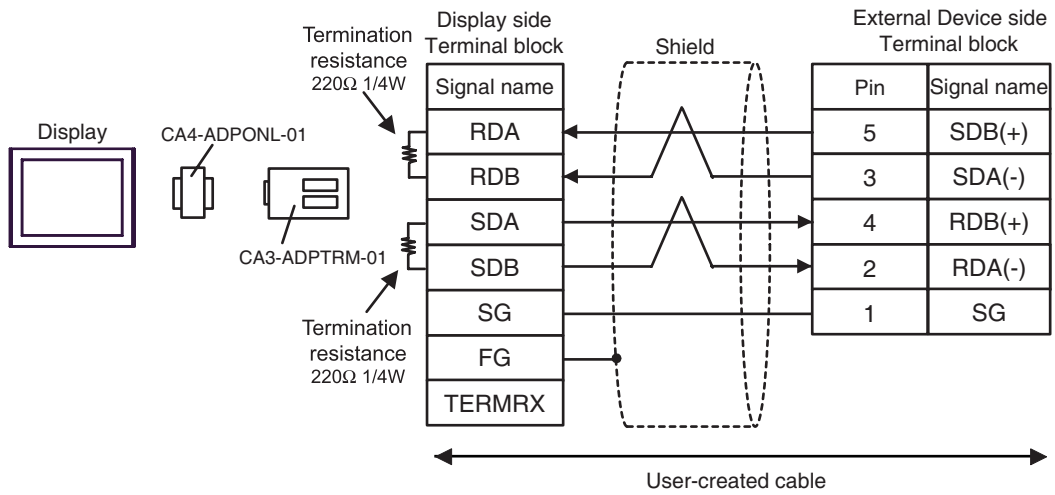 Display side
Terminal block
External Device side
Terminal block
Termination
resistance
220Ω 1/4W
Shield
Signal name
Pin
Signal name
Display
CA4-ADPONL-01
CA3-ADPTRM-01
RDA
5
SDB(+)
RDB
3
SDA(-)
SDA
4
RDB(+)
SDB
2
RDA(-)
SG
1
SG
FG
TERMRX
Termination
resistance
220Ω 1/4W
User-created cable